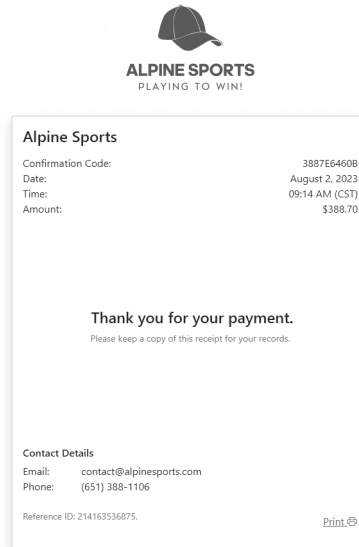 ALPINE SPORTS
PLAYING TO WIN!
Alpine Sports
Confirmation Code: 3887E6460B
Date: August 2, 2023
Time: 09:14 AM (CST)
Amount: $388.70
Thank you for your payment.
Please keep a copy of this receipt for your records.
Contact Details
Email: contact@alpinesports.com
Phone: (651) 388-1106
Reference ID: 214163536875.
Print